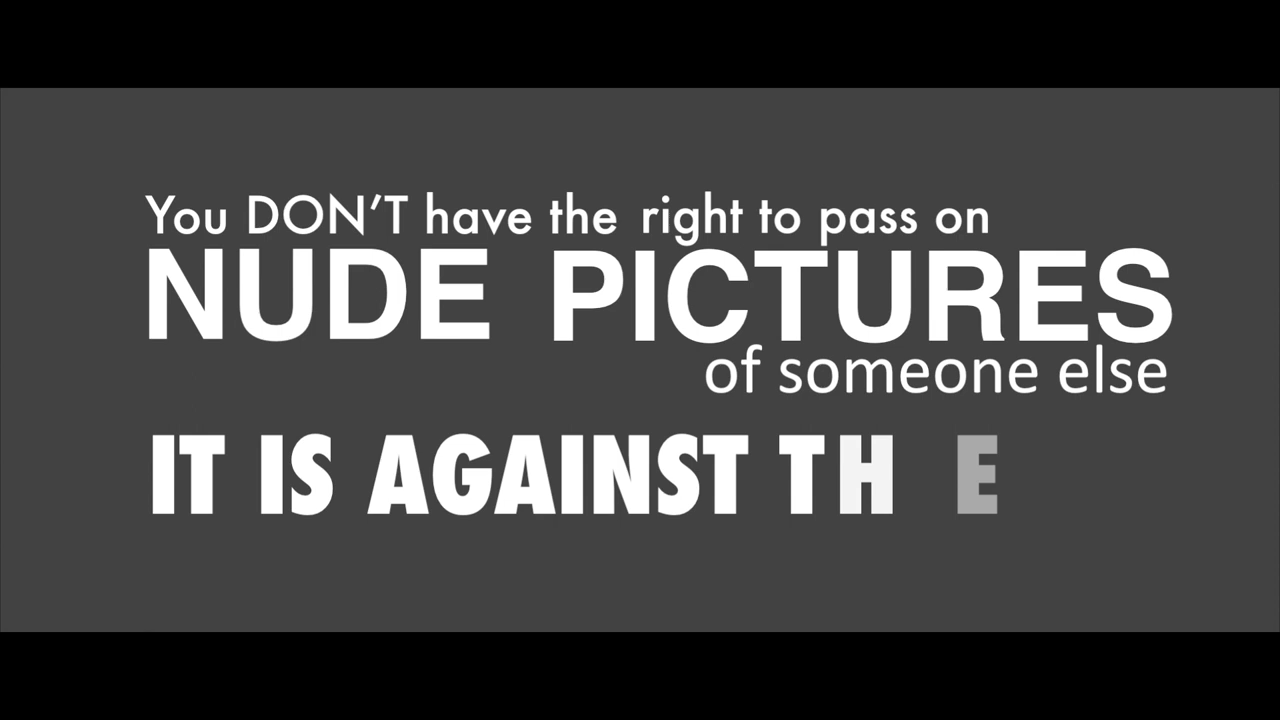 You DON'T have the right to pass on
NUDE PICTURES
of someone else
IT IS AGAINST TH E